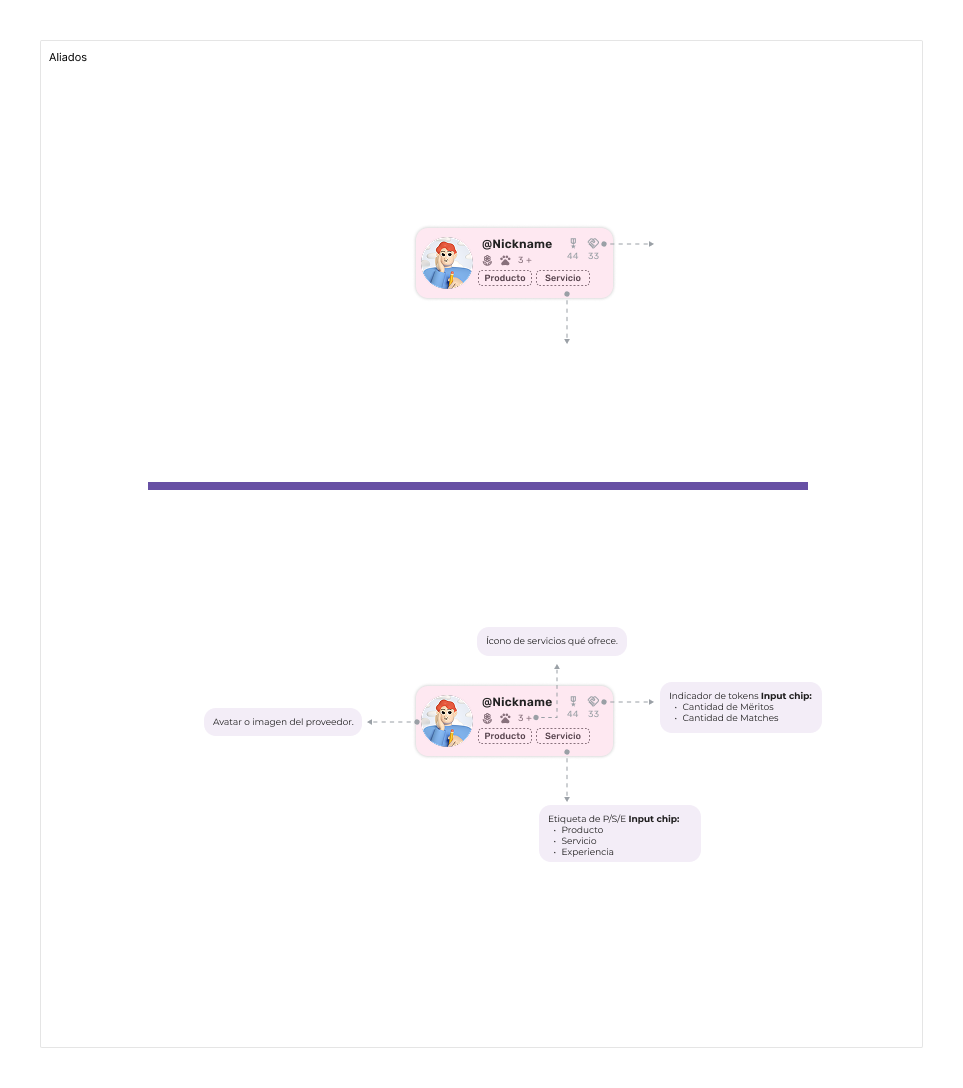 Aliados
@Nickname
3 +
44 33
Producto Servicio
Ícono de servicios qué ofrece.
@Nickname
3 +
44 33
Producto Servicio
Indicador de tokens Input chip:
• Cantidad de Mëritos
• Cantidad de Matches
Avatar o imagen del proveedor.
Etiqueta de P/S/E Input chip:
• Producto
• Servicio
• Experiencia